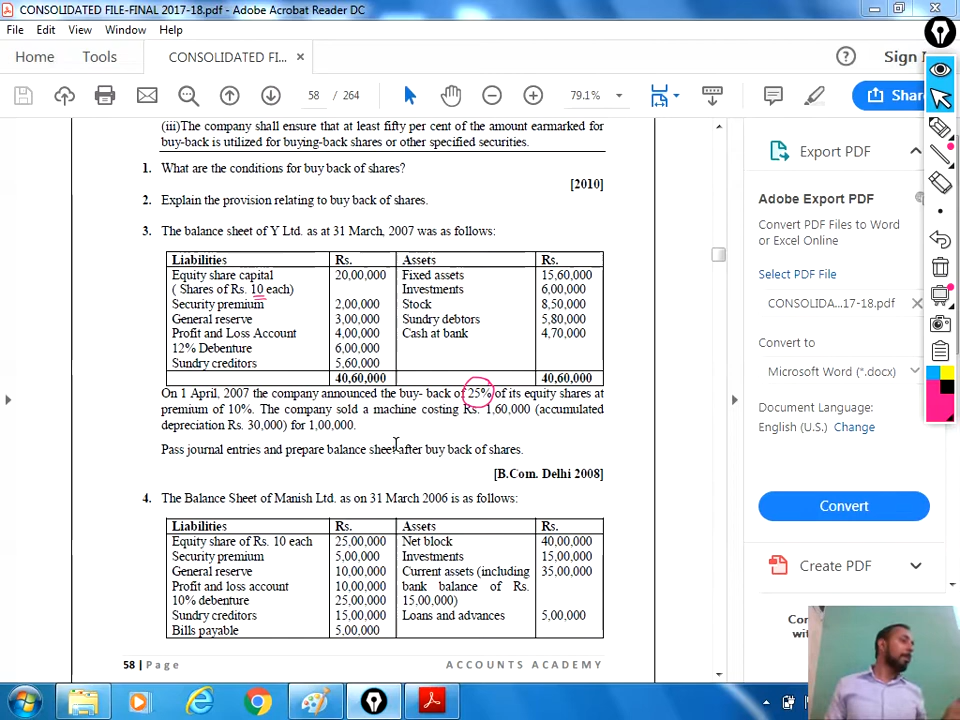 CONSOLIDATED FILE-FINAL 2017-18.pdf - Adobe Acrobat Reader DC
File Edit View Window Help
Home Tools CONSOLIDATED FI... × Sign
58 / 264 79.1% Shar
(iii)The company shall ensure that at least fifty per cent of the amount earmarked for
buy-back is utilized for buying-back shares or other specified securities.
1. What are the conditions for buy back of shares?
[2010]
2. Explain the provision relating to buy back of shares.
3. The balance sheet of Y Ltd. as at 31 March, 2007 was as follows:
Liabilities Rs. Assets Rs.
Equity share capital 20,00,000 Fixed assets 15,60,000
( Shares of Rs. 10 each) Investments 6,00,000
Security premium 2,00,000 Stock 8,50,000
General reserve 3,00,000 Sundry debtors 5,80,000
Profit and Loss Account 4,00,000 Cash at bank 4,70,000
12% Debenture 6,00,000
Sundry creditors 5,60,000
40,60,000 40,60,000
On 1 April, 2007 the company announced the buy- back of 25% of its equity shares at
premium of 10%. The company sold a machine costing Rs. 1,60,000 (accumulated
depreciation Rs. 30,000) for 1,00,000.
Pass journal entries and prepare balance sheet after buy back of shares.
[B.Com. Delhi 2008]
4. The Balance Sheet of Manish Ltd. as on 31 March 2006 is as follows:
Liabilities Rs. Assets Rs.
Equity share of Rs. 10 each 25,00,000 Net block 40,00,000
Security premium 5,00,000 Investments 15,00,000
General reserve 10,00,000 Current assets (including 35,00,000
Profit and loss account 10,00,000 bank balance of Rs.
10% debenture 25,00,000 15,00,000)
Sundry creditors 15,00,000 Loans and advances 5,00,000
Bills payable 5,00,000
58 | Page ACCOUNTS ACADEMY
Export PDF
Adobe Export PDF
Convert PDF Files to Word
or Excel Online
Select PDF File
CONSOLIDA...17-18.pdf
Convert to
Microsoft Word (*.docx)
Document Language:
English (U.S.) Change
Convert
Create PDF